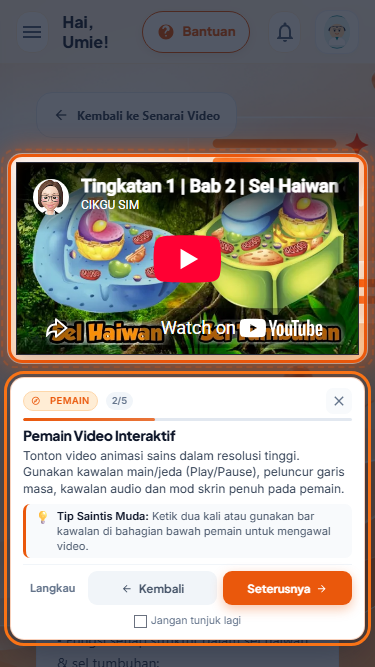 Hai,
Umie!
Bantuan
Kembali ke Senarai Video
Tingkatan 1 | Bab 2 | Sel Haiwan
CIKGU SIM
Sel Haiwan
Watch on YouTube
PEMAIN
2/5
Pemain Video Interaktif
Tonton video animasi sains dalam resolusi tinggi.
Gunakan kawalan main/jeda (Play/Pause), peluncur garis
masa, kawalan audio dan mod skrin penuh pada pemain.
Tip Saintis Muda: Ketik dua kali atau gunakan bar
kawalan di bahagian bawah pemain untuk mengawal
video.
Langkau
Kembali
Seterusnya
Jangan tunjuk lagi
& sel tumbuhan: